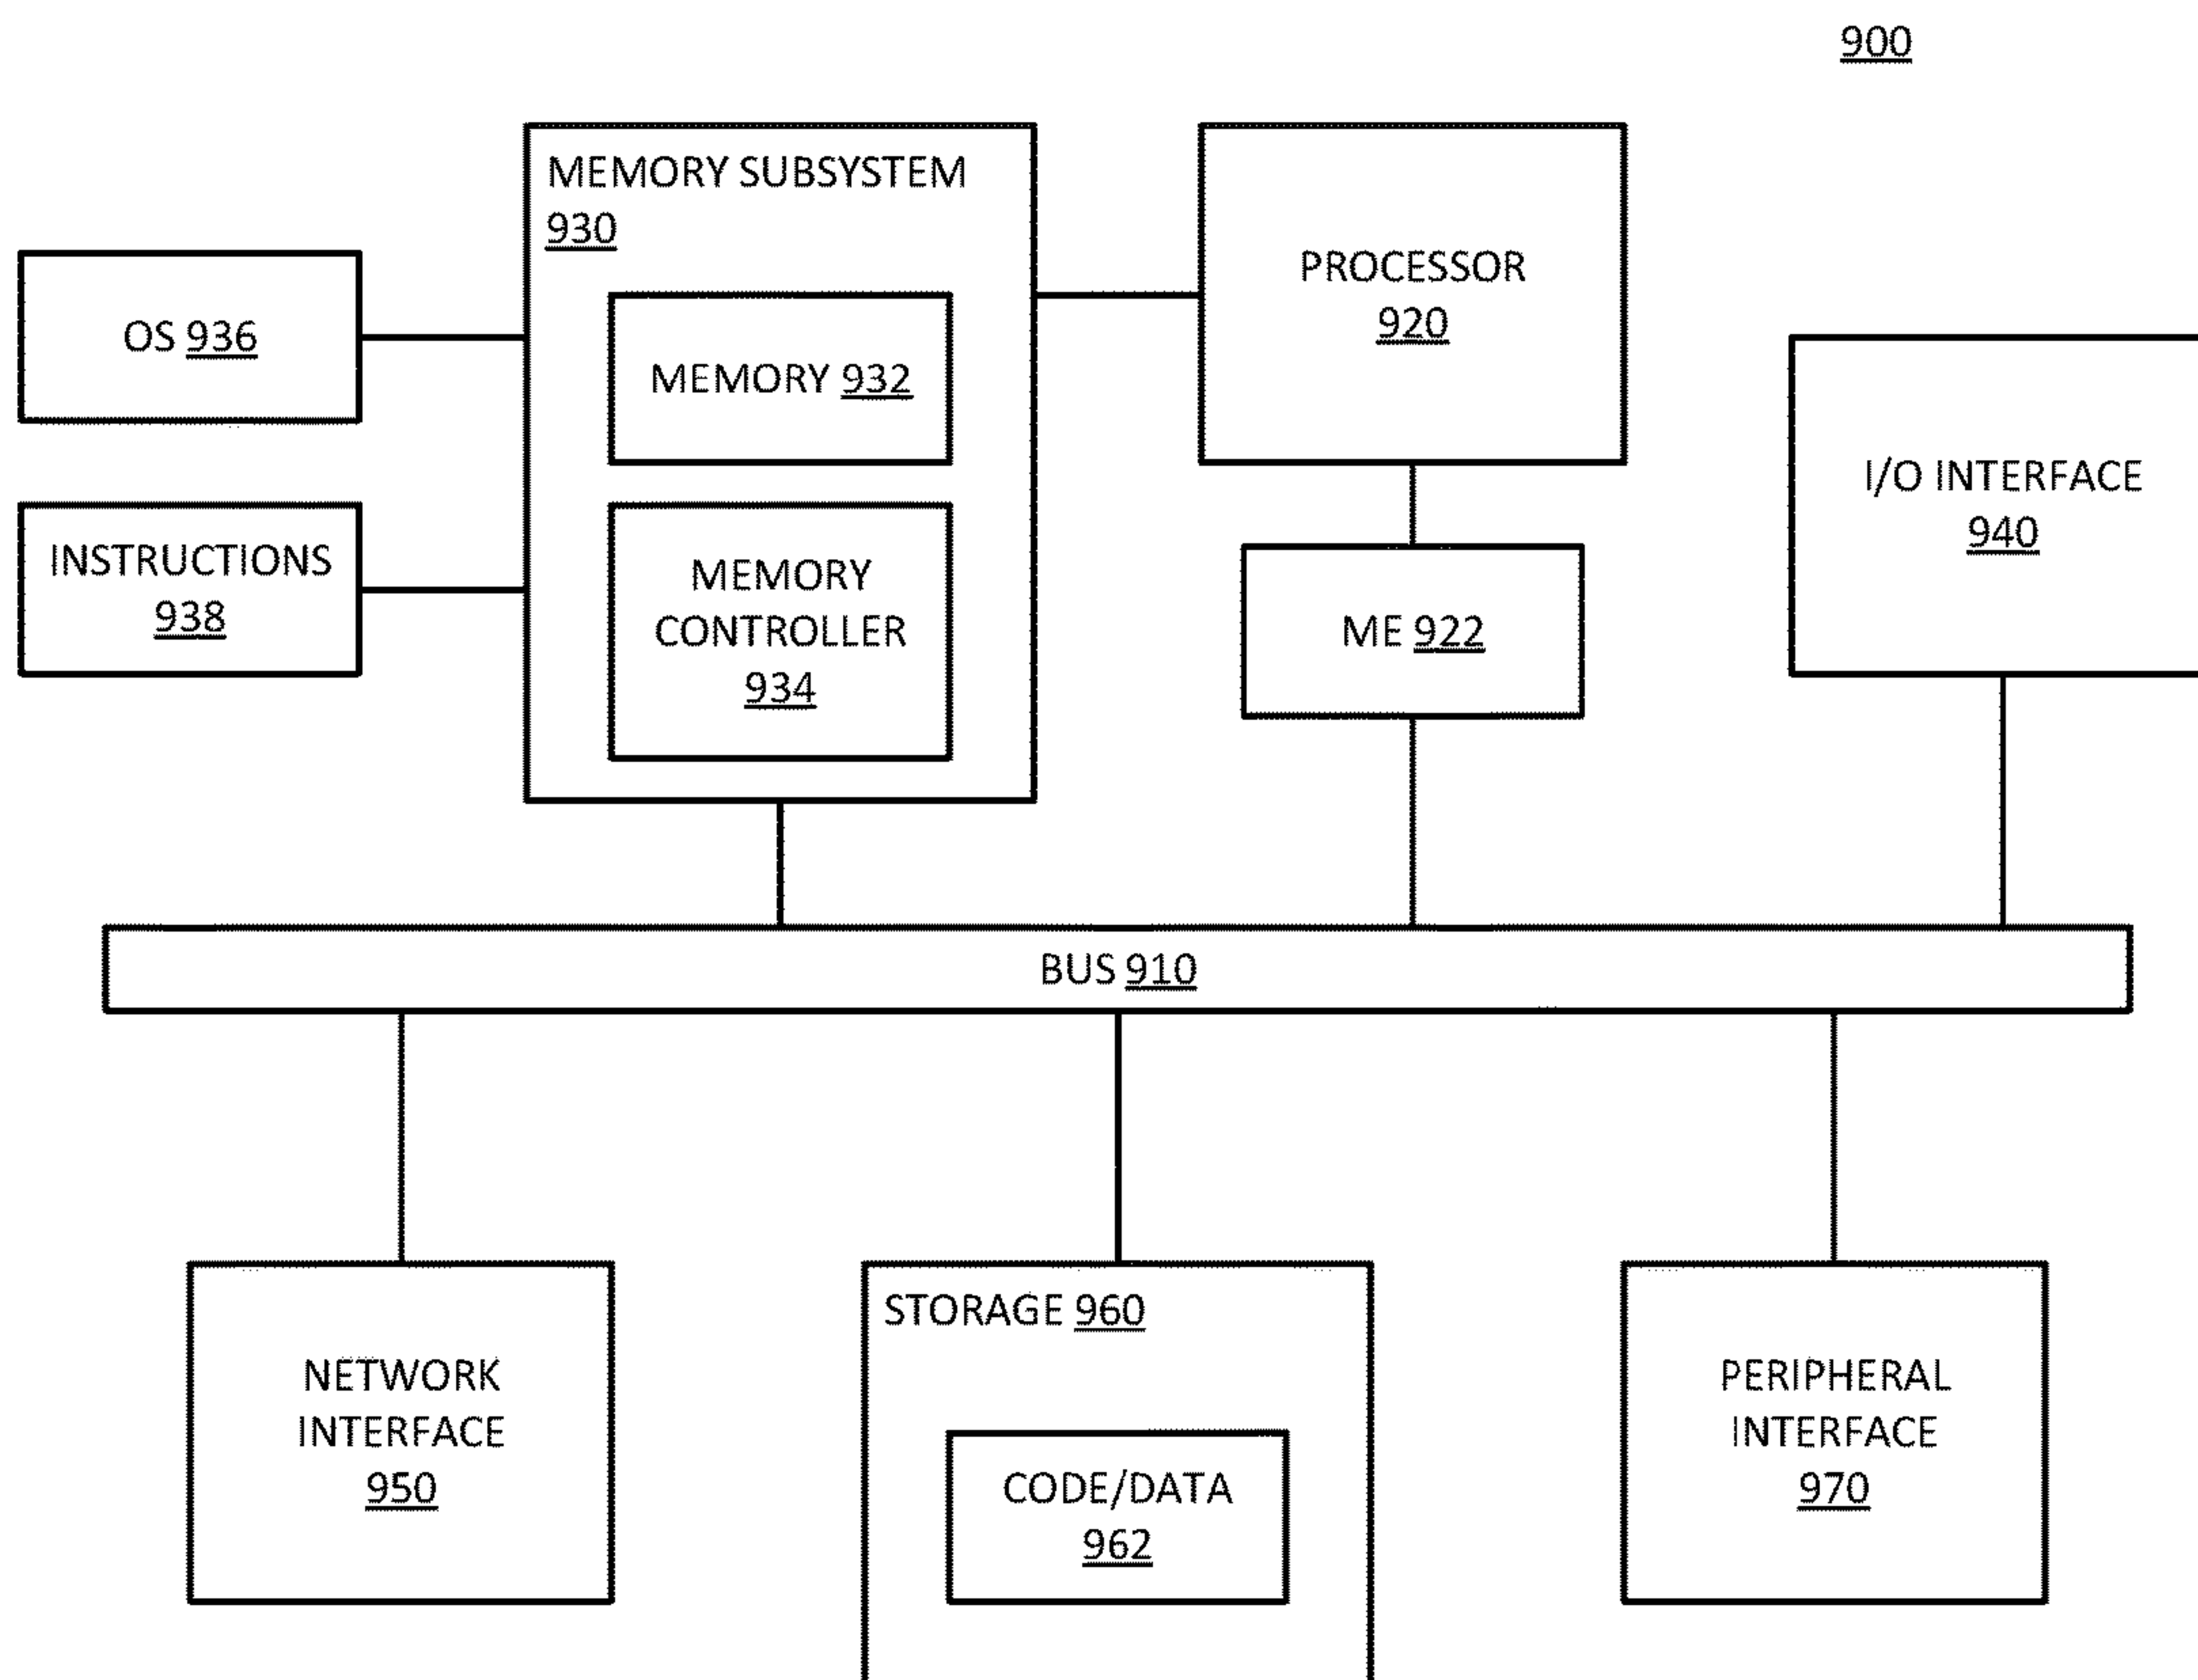 900
MEMORY SUBSYSTEM
930
OS 936
MEMORY 932
PROCESSOR
920
I/O INTERFACE
940
INSTRUCTIONS
938
MEMORY
CONTROLLER
934
ME 922
BUS 910
NETWORK
INTERFACE
950
STORAGE 960
CODE/DATA
962
PERIPHERAL
INTERFACE
970